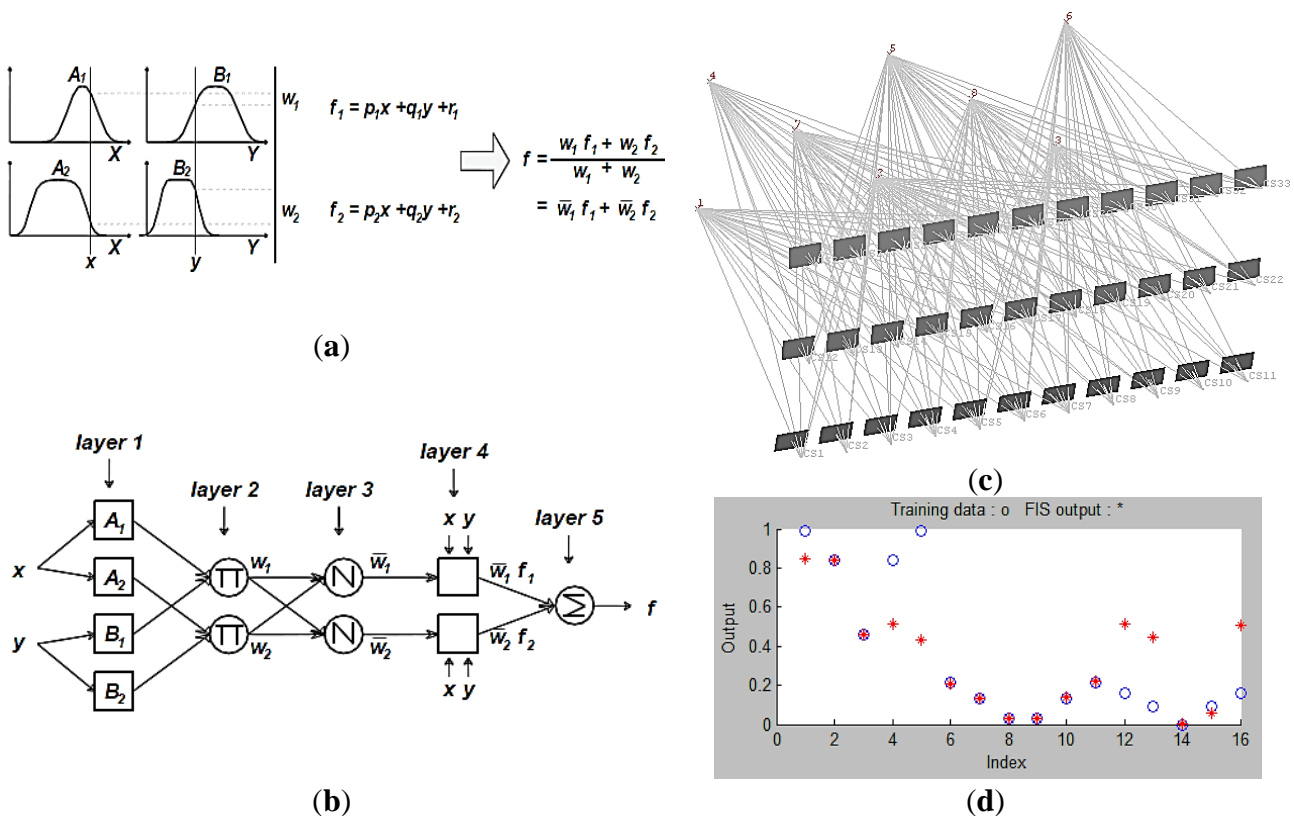 A1
B1
w1
f1 = p1x +q1y +r1
X
Y
A2
B2
w2
f2 = p2x +q2y +r2
X
Y
x
y
f = w1 f1 + w2 f2
w1 + w2
= w̅1 f1 + w̅2 f2
(a)
layer 1
layer 2
layer 3
layer 4
layer 5
x
y
A1
A2
B1
B2
Π
Π
w1
w2
N
N
w̅1
w̅2
x y
x y
w̅1 f1
w̅2 f2
Σ
f
(b)
6
5
4
8
7
3
2
1
CS33
CS22
CS21
CS20
CS19
CS12
CS13
CS11
CS10
CS9
CS8
CS7
CS6
CS5
CS4
CS3
CS2
CS1
(c)
Training data : o FIS output : *
Output
1
0.8
0.6
0.4
0.2
0
0 2 4 6 8 10 12 14 16
Index
(d)